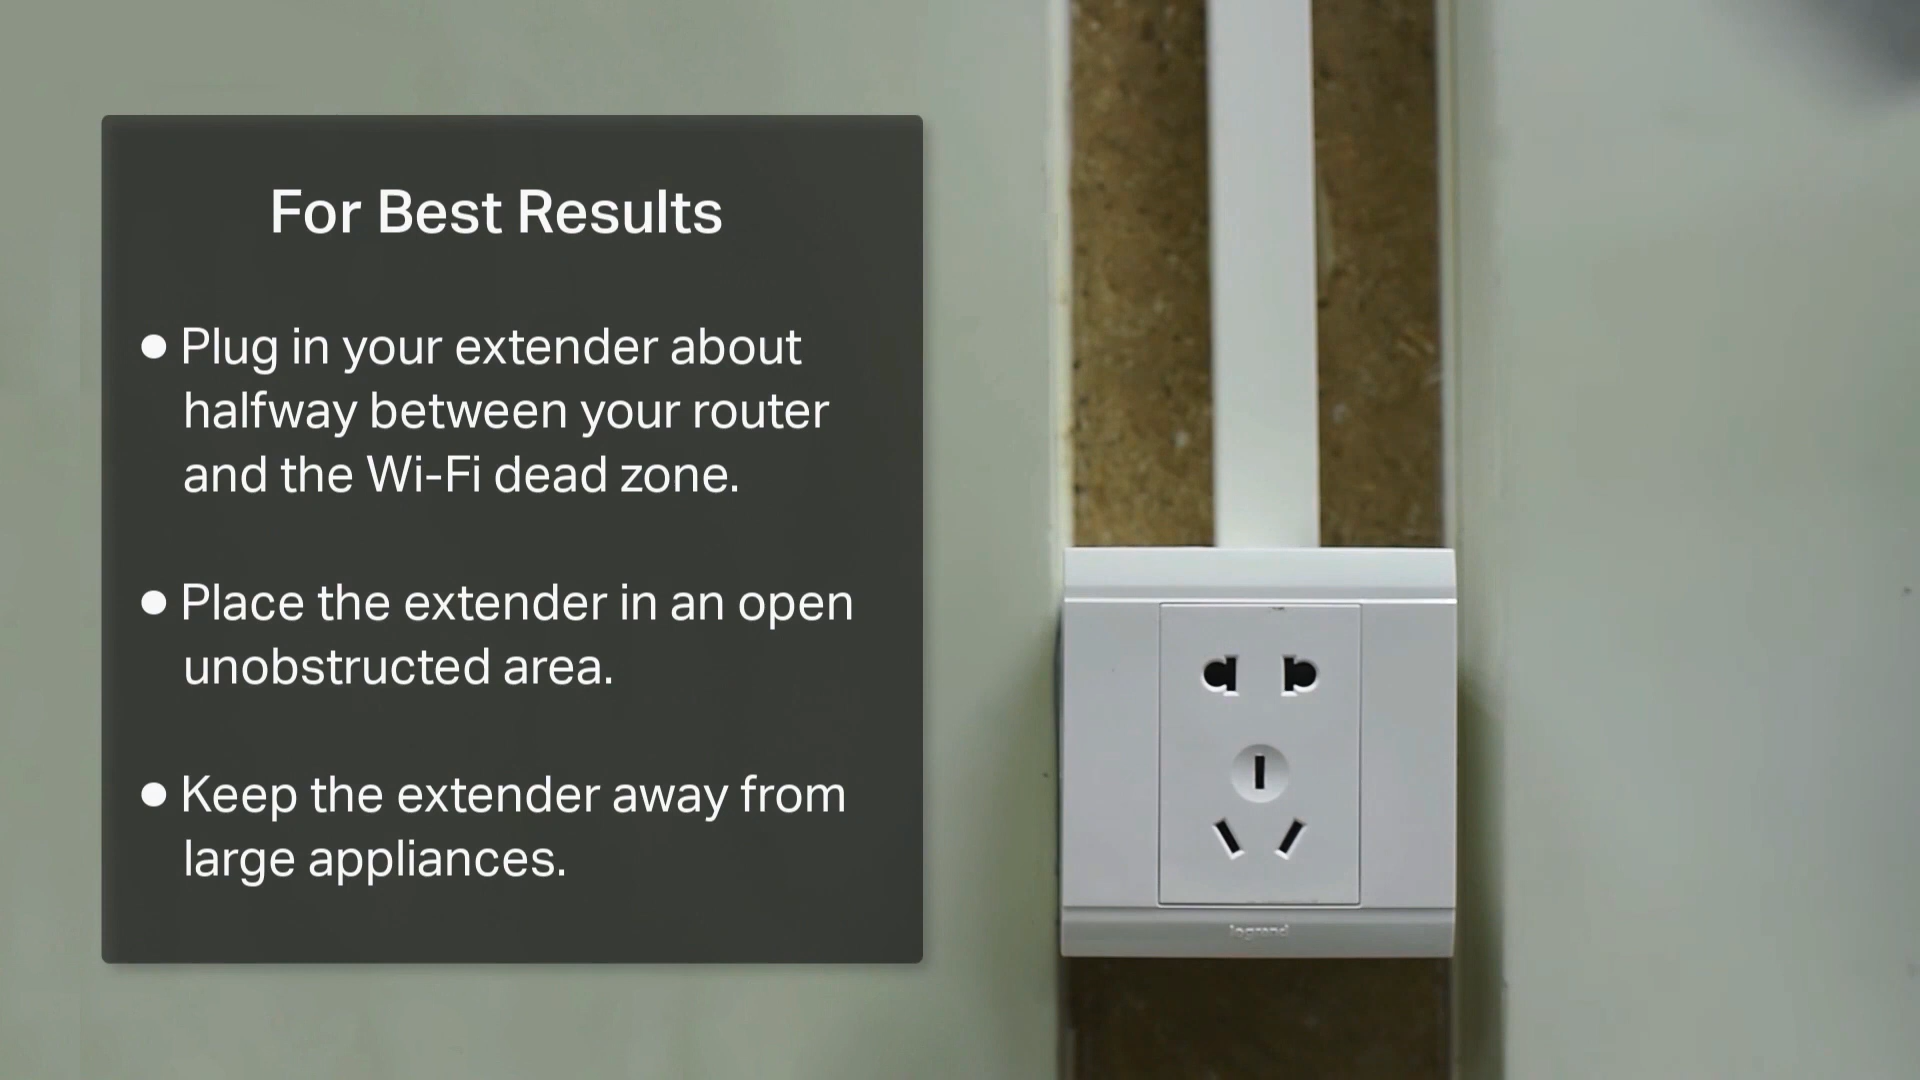 For Best Results
● Plug in your extender about
halfway between your router
and the Wi-Fi dead zone.
● Place the extender in an open
unobstructed area.
● Keep the extender away from
large appliances.
legrand